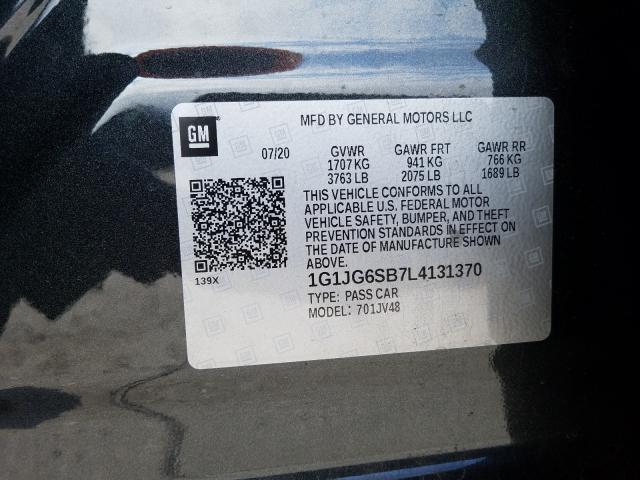 GM
MFD BY GENERAL MOTORS LLC
07/20 GVWR GAWR FRT GAWR RR
1707 KG 941 KG 766 KG
3763 LB 2075 LB 1689 LB
THIS VEHICLE CONFORMS TO ALL
APPLICABLE U.S. FEDERAL MOTOR
VEHICLE SAFETY, BUMPER, AND THEFT
PREVENTION STANDARDS IN EFFECT ON
THE DATE OF MANUFACTURE SHOWN
ABOVE.
139X
1G1JG6SB7L4131370
TYPE: PASS CAR
MODEL: 701JV48